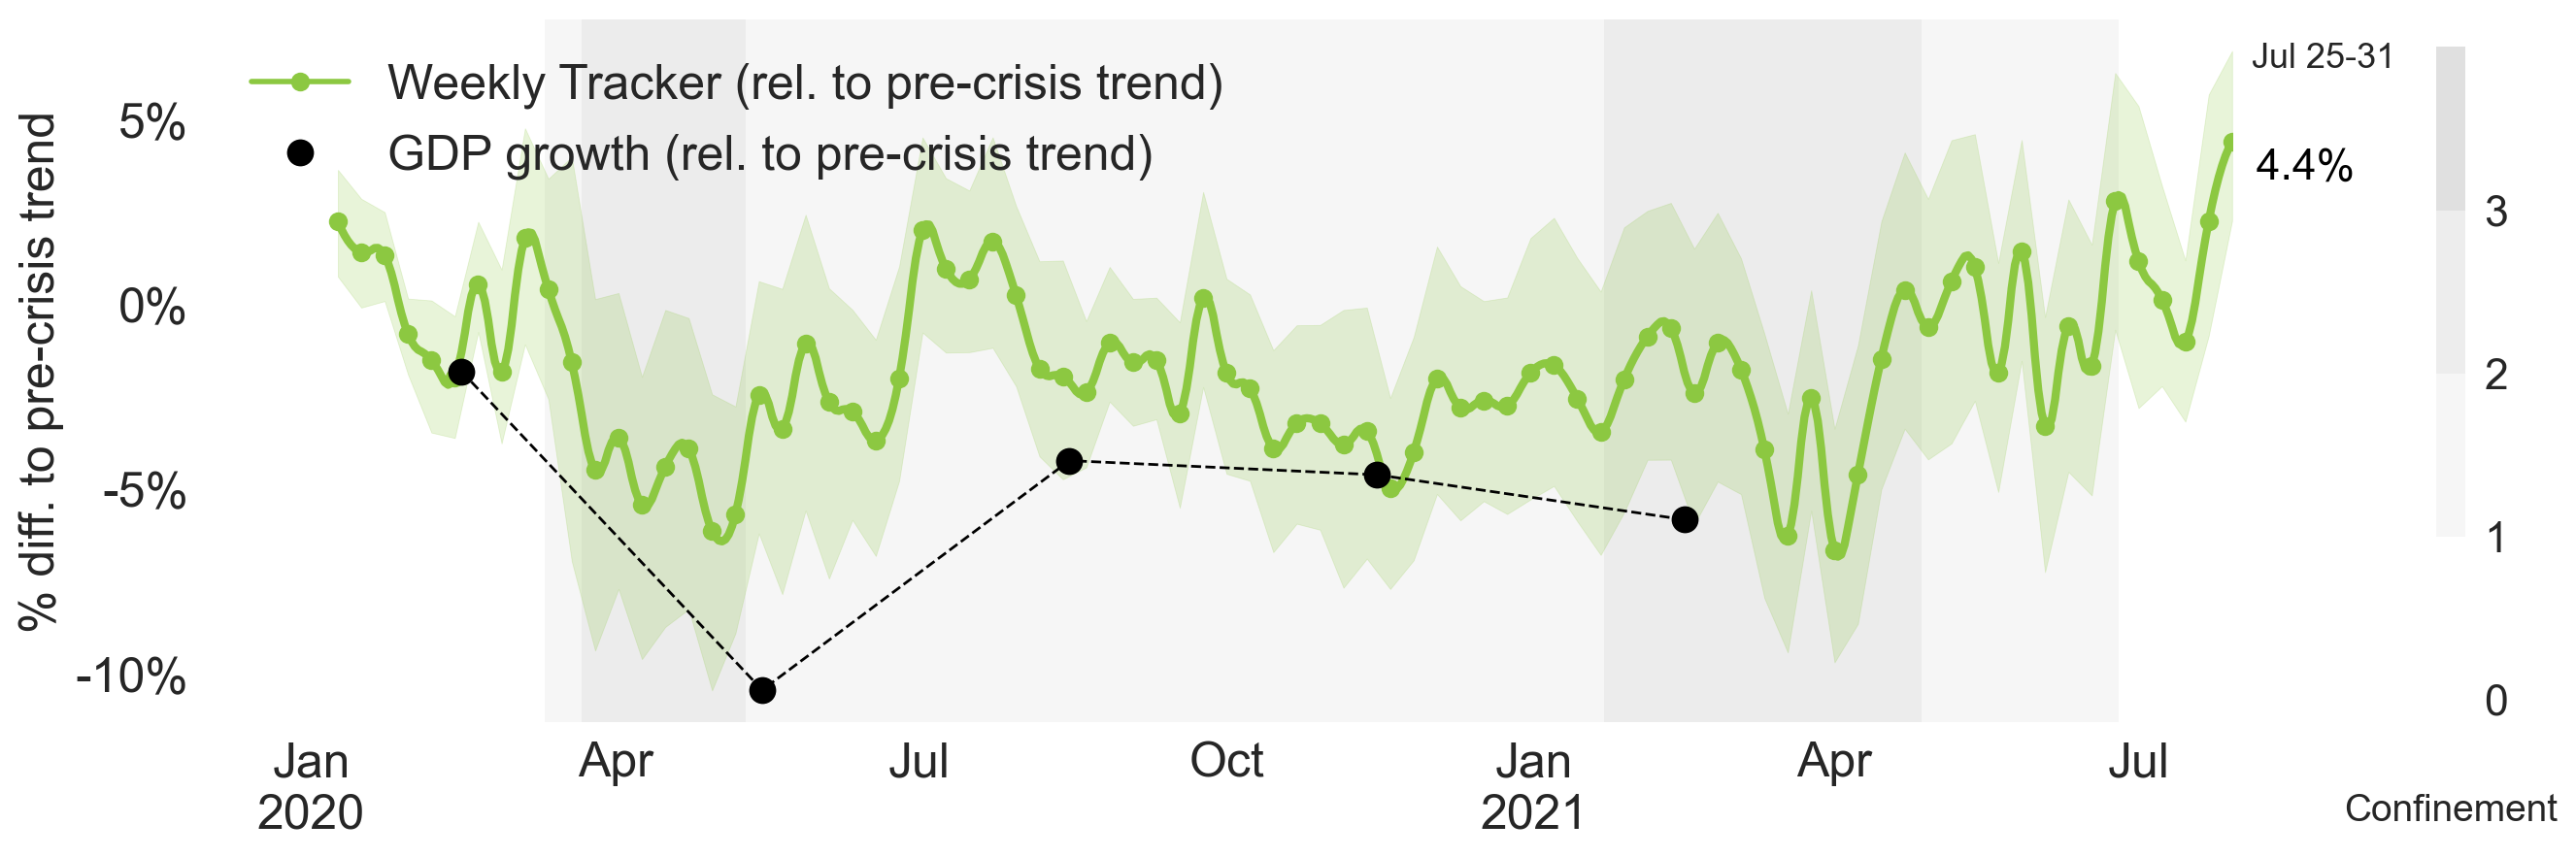 Weekly Tracker (rel. to pre-crisis trend)
GDP growth (rel. to pre-crisis trend)
% diff. to pre-crisis trend
5%
0%
-5%
-10%
Jan
2020
Apr
Jul
Oct
Jan
2021
Apr
Jul
Jul 25-31
4.4%
3
2
1
0
Confinement